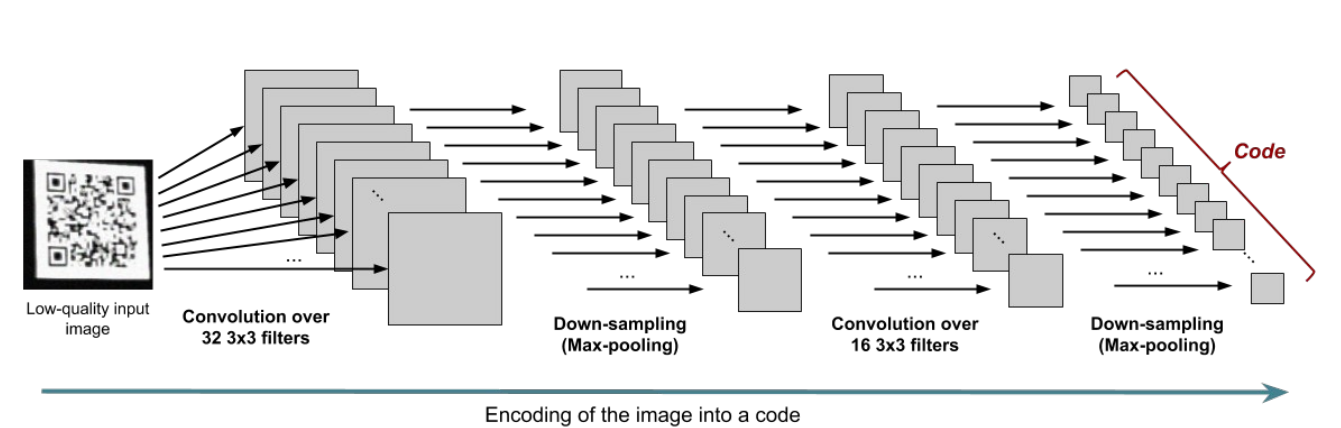 Code
...
...
...
...
Low-quality input
image
Convolution over
32 3x3 filters
Down-sampling
(Max-pooling)
Convolution over
16 3x3 filters
Down-sampling
(Max-pooling)
Encoding of the image into a code